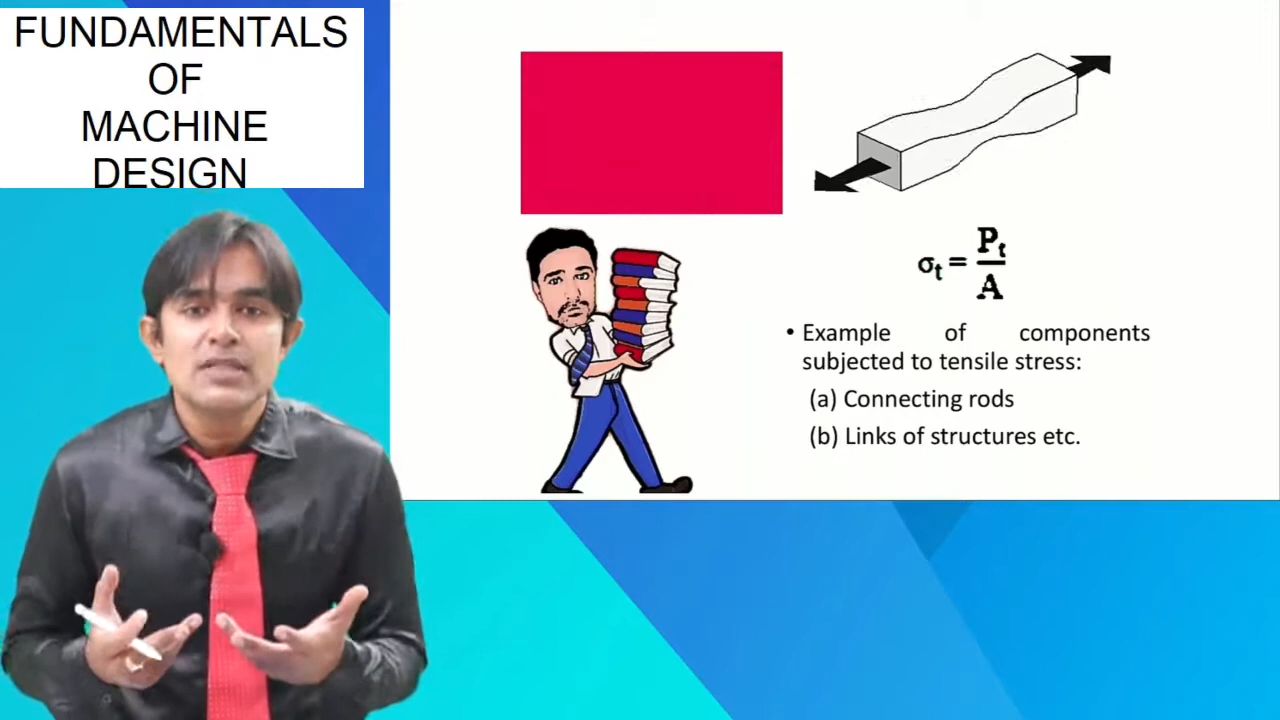 FUNDAMENTALS
OF
MACHINE
DESIGN
σt = Pt
A
• Example of components
subjected to tensile stress:
(a) Connecting rods
(b) Links of structures etc.